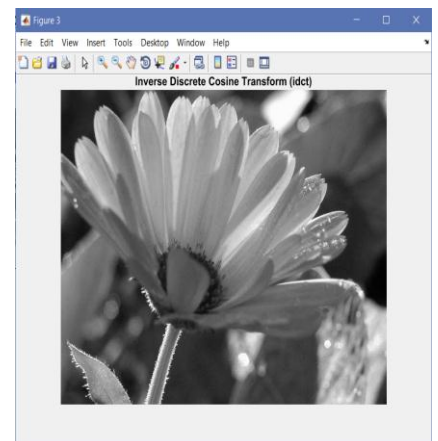 Figure 3
File Edit View Insert Tools Desktop Window Help
Inverse Discrete Cosine Transform (idct)